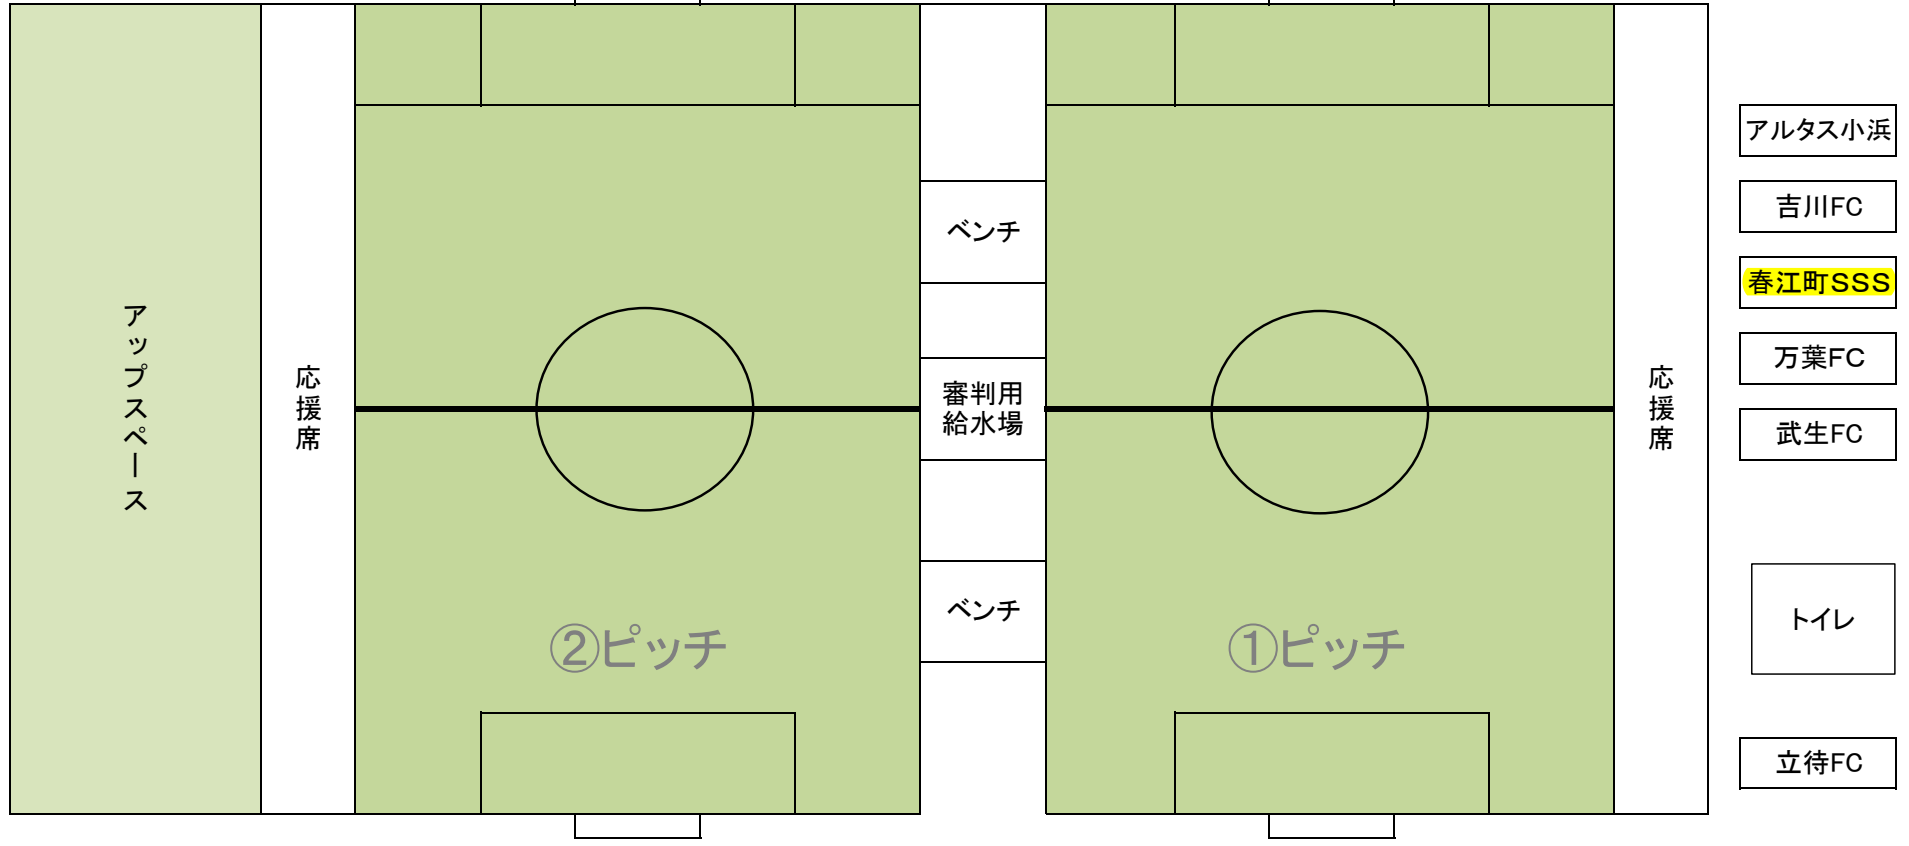 アップスペース
応援席
②ピッチ
ベンチ
審判用
給水場
ベンチ
①ピッチ
応援席
アルタス小浜
吉川FC
春江町SSS
万葉FC
武生FC
トイレ
立待FC